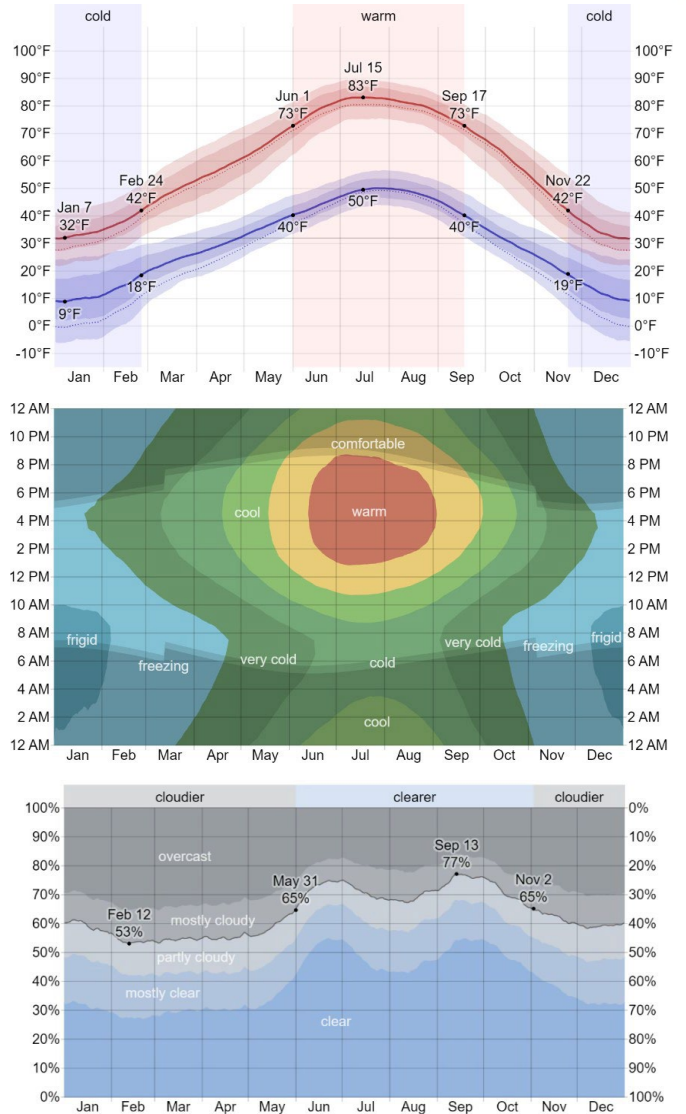 cold warm cold
100°F 100°F
90°F 90°F
80°F 80°F
70°F 70°F
60°F 60°F
50°F 50°F
40°F 40°F
30°F 30°F
20°F 20°F
10°F 10°F
0°F 0°F
-10°F -10°F
Jan 7
32°F
Feb 24
42°F
Jun 1
73°F
Jul 15
83°F
Sep 17
73°F
Nov 22
42°F
9°F
18°F
40°F
50°F
40°F
19°F
Jan Feb Mar Apr May Jun Jul Aug Sep Oct Nov Dec
12 AM 12 AM
10 PM 10 PM
8 PM 8 PM
6 PM 6 PM
4 PM 4 PM
2 PM 2 PM
12 PM 12 PM
10 AM 10 AM
8 AM 8 AM
6 AM 6 AM
4 AM 4 AM
2 AM 2 AM
12 AM 12 AM
comfortable
cool warm
frigid very cold frigid
freezing very cold cold freezing
cool
Jan Feb Mar Apr May Jun Jul Aug Sep Oct Nov Dec
cloudier clearer cloudier
100% 0%
90% 10%
80% 20%
70% 30%
60% 40%
50% 50%
40% 60%
30% 70%
20% 80%
10% 90%
0% 100%
overcast
Feb 12
53%
May 31
65%
Sep 13
77%
Nov 2
65%
mostly cloudy
partly cloudy
mostly clear
clear
Jan Feb Mar Apr May Jun Jul Aug Sep Oct Nov Dec